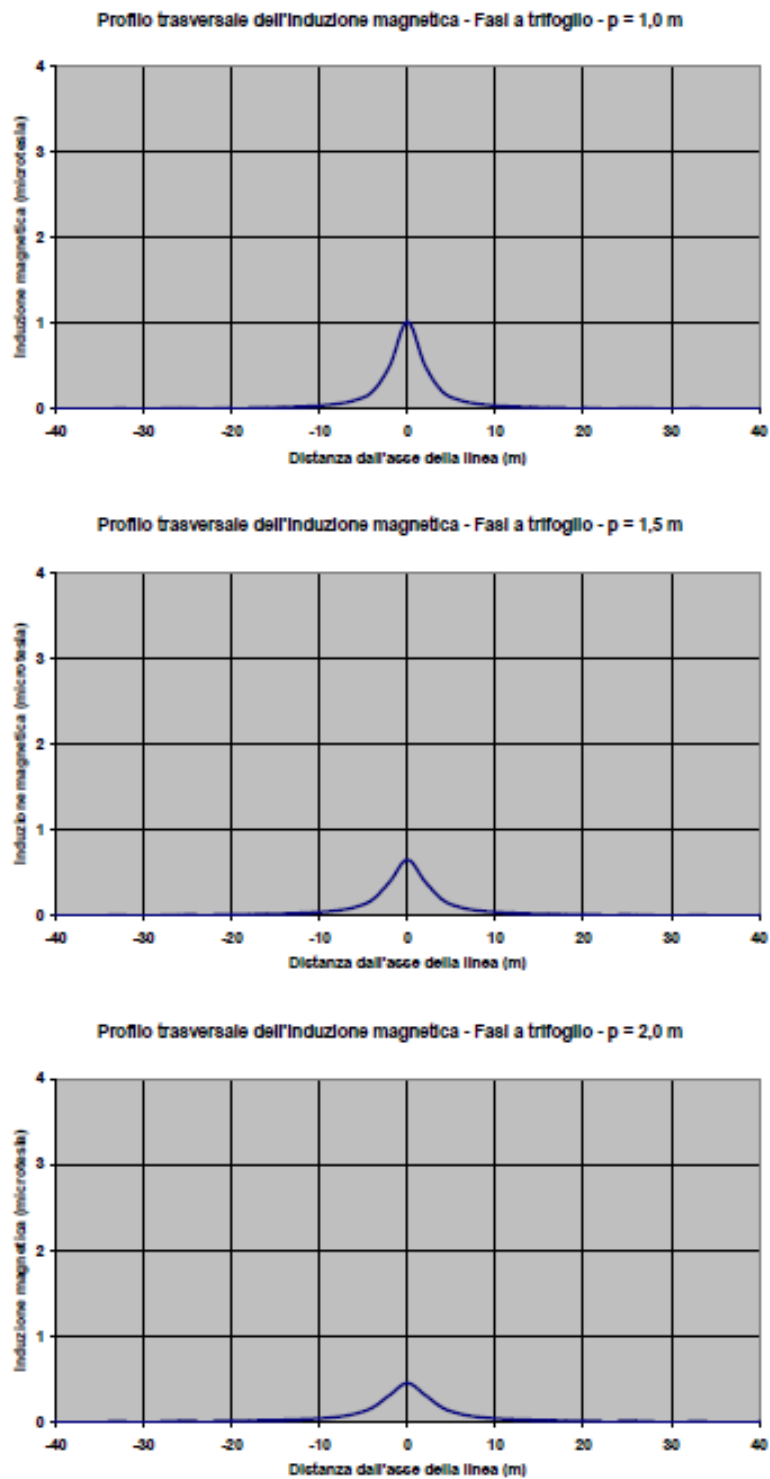 Profilo trasversale dell'induzione magnetica - Fasi a trifoglio - p = 1,0 m
4
3
2
1
0
Induzione magnetica (microtesla)
-40 -30 -20 -10 0 10 20 30 40
Distanza dall'asse della linea (m)
Profilo trasversale dell'induzione magnetica - Fasi a trifoglio - p = 1,5 m
4
3
2
1
0
Induzione magnetica (microtesla)
-40 -30 -20 -10 0 10 20 30 40
Distanza dall'asse della linea (m)
Profilo trasversale dell'induzione magnetica - Fasi a trifoglio - p = 2,0 m
4
3
2
1
0
Induzione magnetica (microtesla)
-40 -30 -20 -10 0 10 20 30 40
Distanza dall'asse della linea (m)